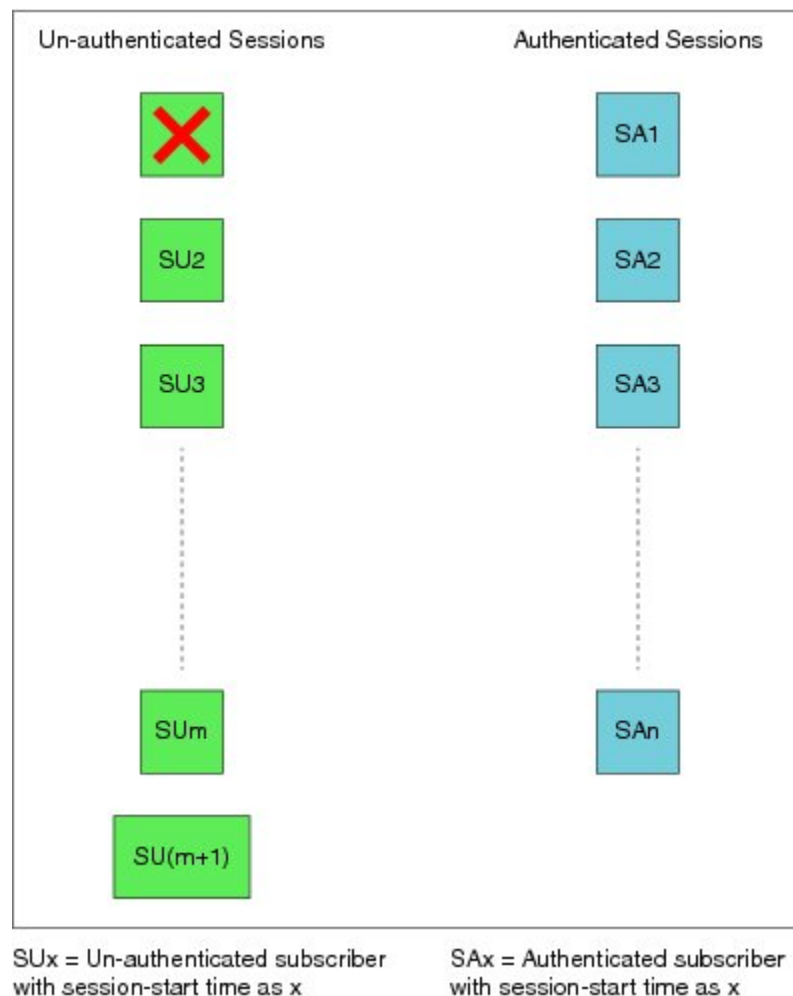 Un-authenticated Sessions
Authenticated Sessions
SA1
SU2
SA2
SU3
SA3
SUm
SAn
SU(m+1)
SUx = Un-authenticated subscriber
with session-start time as x
SAx = Authenticated subscriber
with session-start time as x